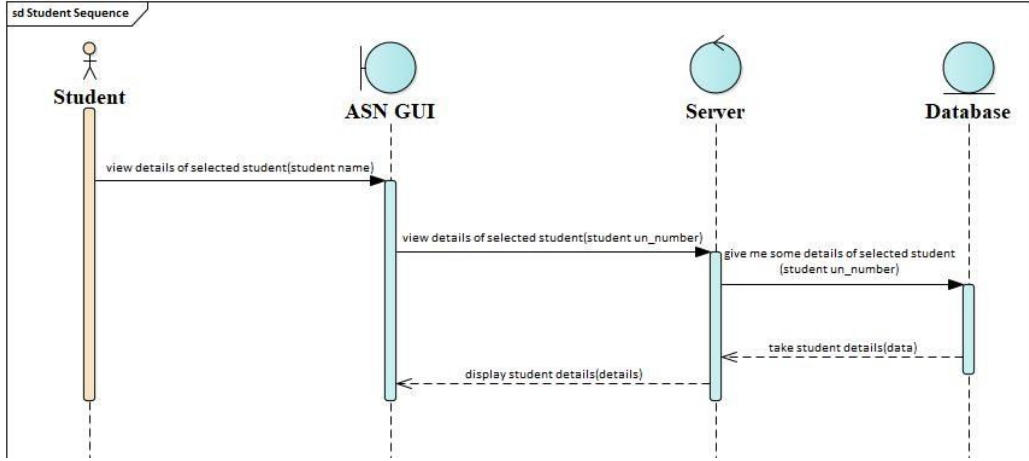 sd Student Sequence
Student
ASN GUI
Server
Database
view details of selected student(student name)
view details of selected student(student un_number)
give me some details of selected student
(student un_number)
take student details(data)
display student details(details)